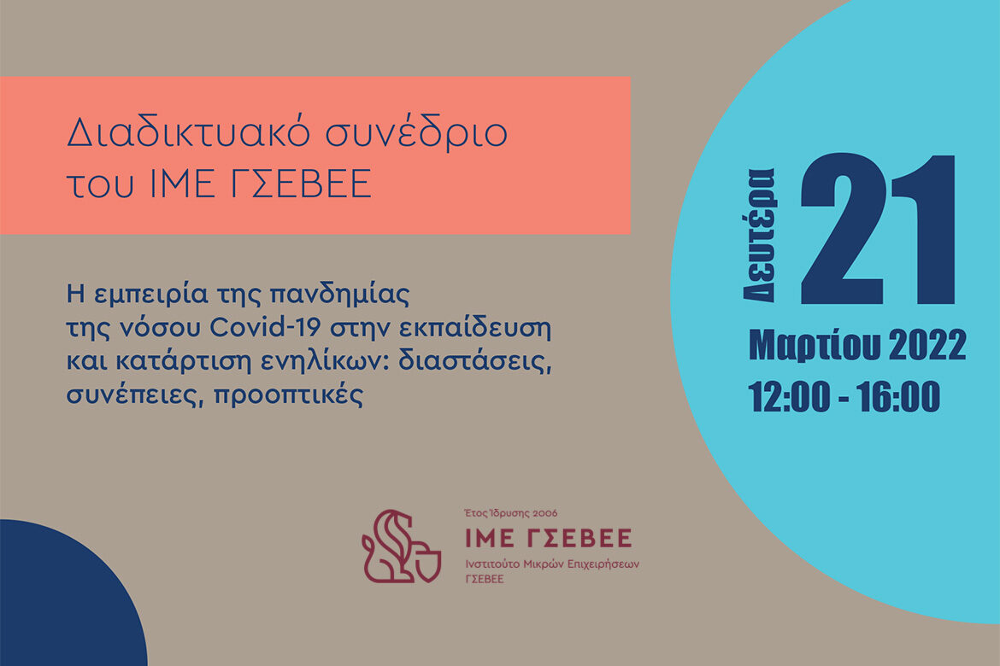 Διαδικτυακό συνέδριο
του ΙΜΕ ΓΣΕΒΕΕ
Η εμπειρία της πανδημίας
της νόσου Covid-19 στην εκπαίδευση
και κατάρτιση ενηλίκων: διαστάσεις,
συνέπειες, προοπτικές
Δευτέρα
21
Μαρτίου 2022
12:00 - 16:00
Έτος Ίδρυσης 2006
ΙΜΕ ΓΣΕΒΕΕ
Ινστιτούτο Μικρών Επιχειρήσεων
ΓΣΕΒΕΕ